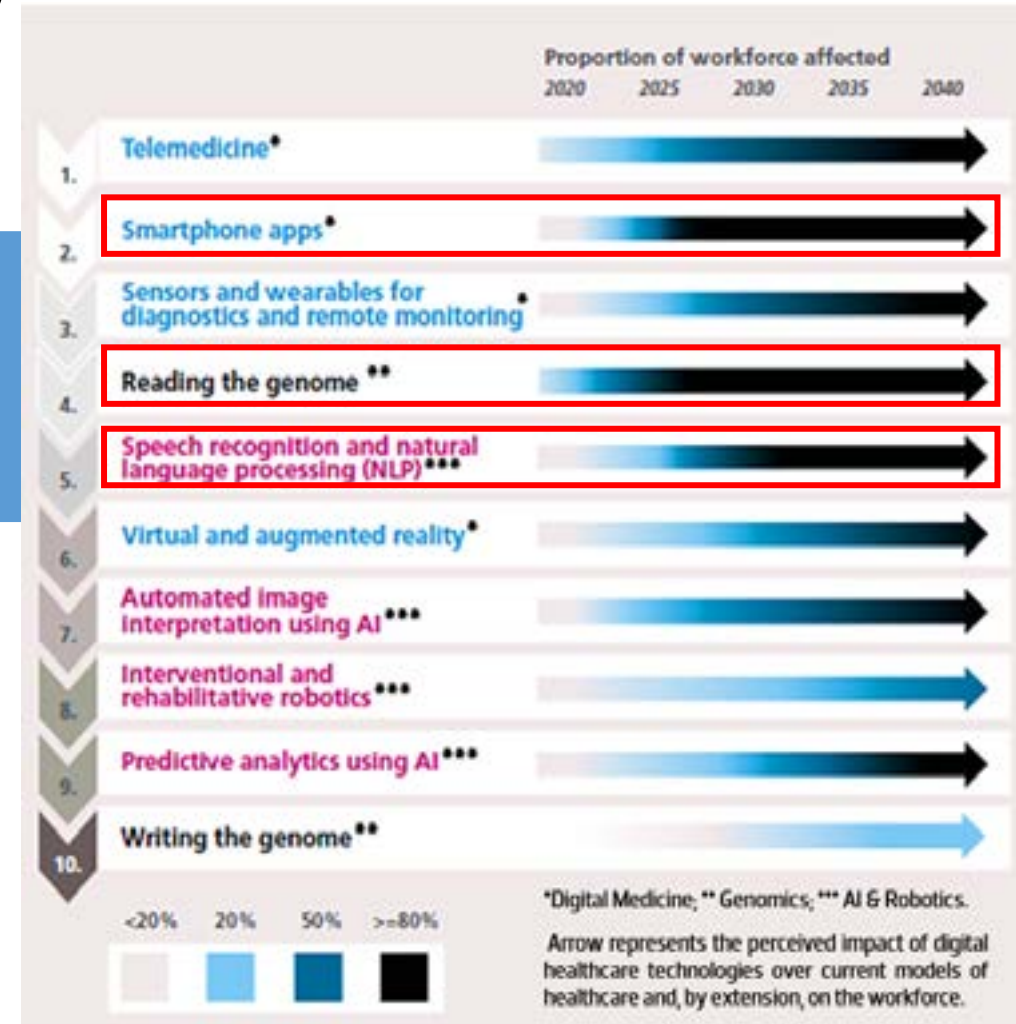 Proportion of workforce affected
2020 2025 2030 2035 2040
1. Telemedicine*
2. Smartphone apps*
3. Sensors and wearables for
diagnostics and remote monitoring*
4. Reading the genome **
5. Speech recognition and natural
language processing (NLP)***
6. Virtual and augmented reality*
7. Automated image
interpretation using AI***
8. Interventional and
rehabilitative robotics***
9. Predictive analytics using AI***
10. Writing the genome**
<20% 20% 50% >=80%
*Digital Medicine; ** Genomics; *** AI & Robotics.
Arrow represents the perceived impact of digital
healthcare technologies over current models of
healthcare and, by extension, on the workforce.